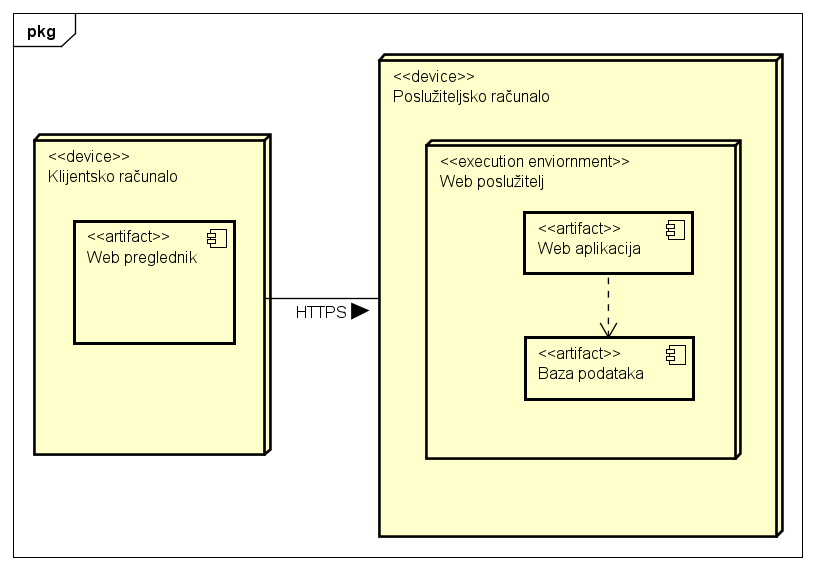 pkg
<<device>>
Klijentsko računalo
<<artifact>>
Web preglednik
HTTPS
<<device>>
Poslužiteljsko računalo
<<execution enviornment>>
Web poslužitelj
<<artifact>>
Web aplikacija
<<artifact>>
Baza podataka